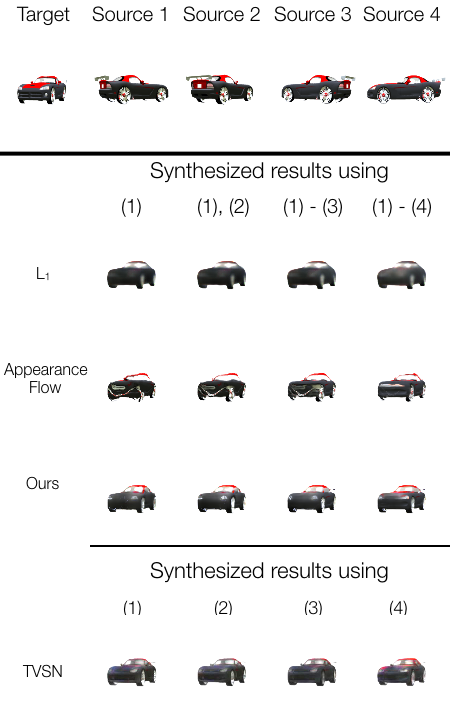 Target Source 1 Source 2 Source 3 Source 4
Synthesized results using
(1) (1), (2) (1) - (3) (1) - (4)
L₁
Appearance
Flow
Ours
Synthesized results using
(1) (2) (3) (4)
TVSN